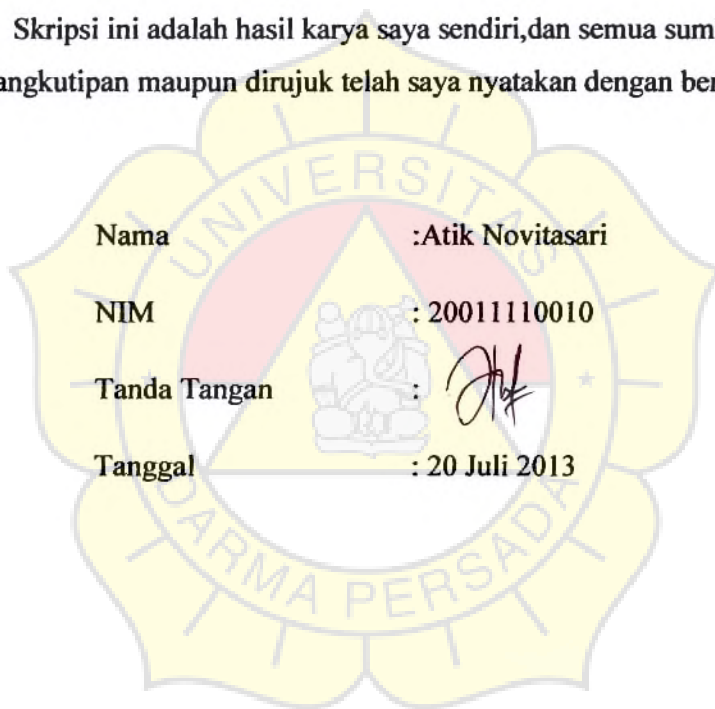 Skripsi ini adalah hasil karya saya sendiri,dan semua sum
angkutipan maupun dirujuk telah saya nyatakan dengan ber
UNIVERSITAS
Nama :Atik Novitasari
NIM : 20011110010
Tanda Tangan :
Tanggal : 20 Juli 2013
DARMA PERSADA